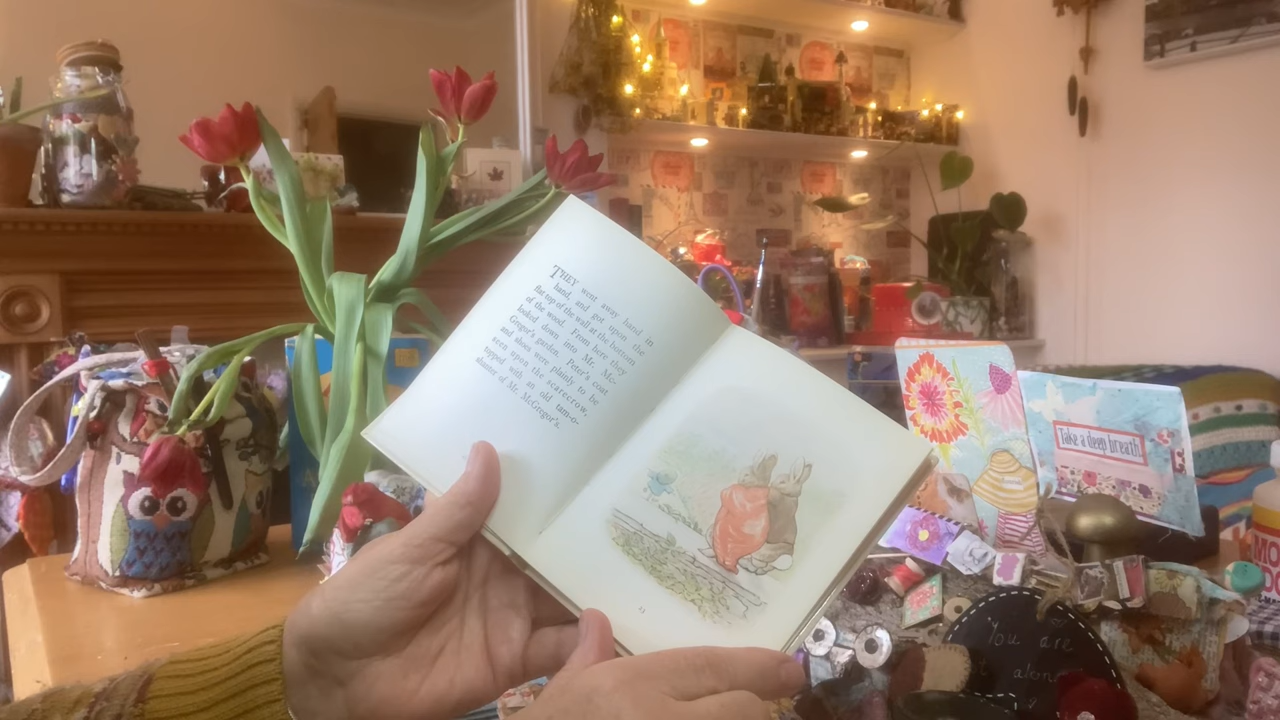 THEY went away hand in
hand, and got upon the
flat top of the wall at the bottom
of the wood. From here they
looked down into Mr. Mc-
Gregor's garden. Peter's coat
and shoes were plainly to be
seen upon the scarecrow,
topped with an old tam-o-
shanter of Mr. McGregor's.
Take a deep breath
You are
alone